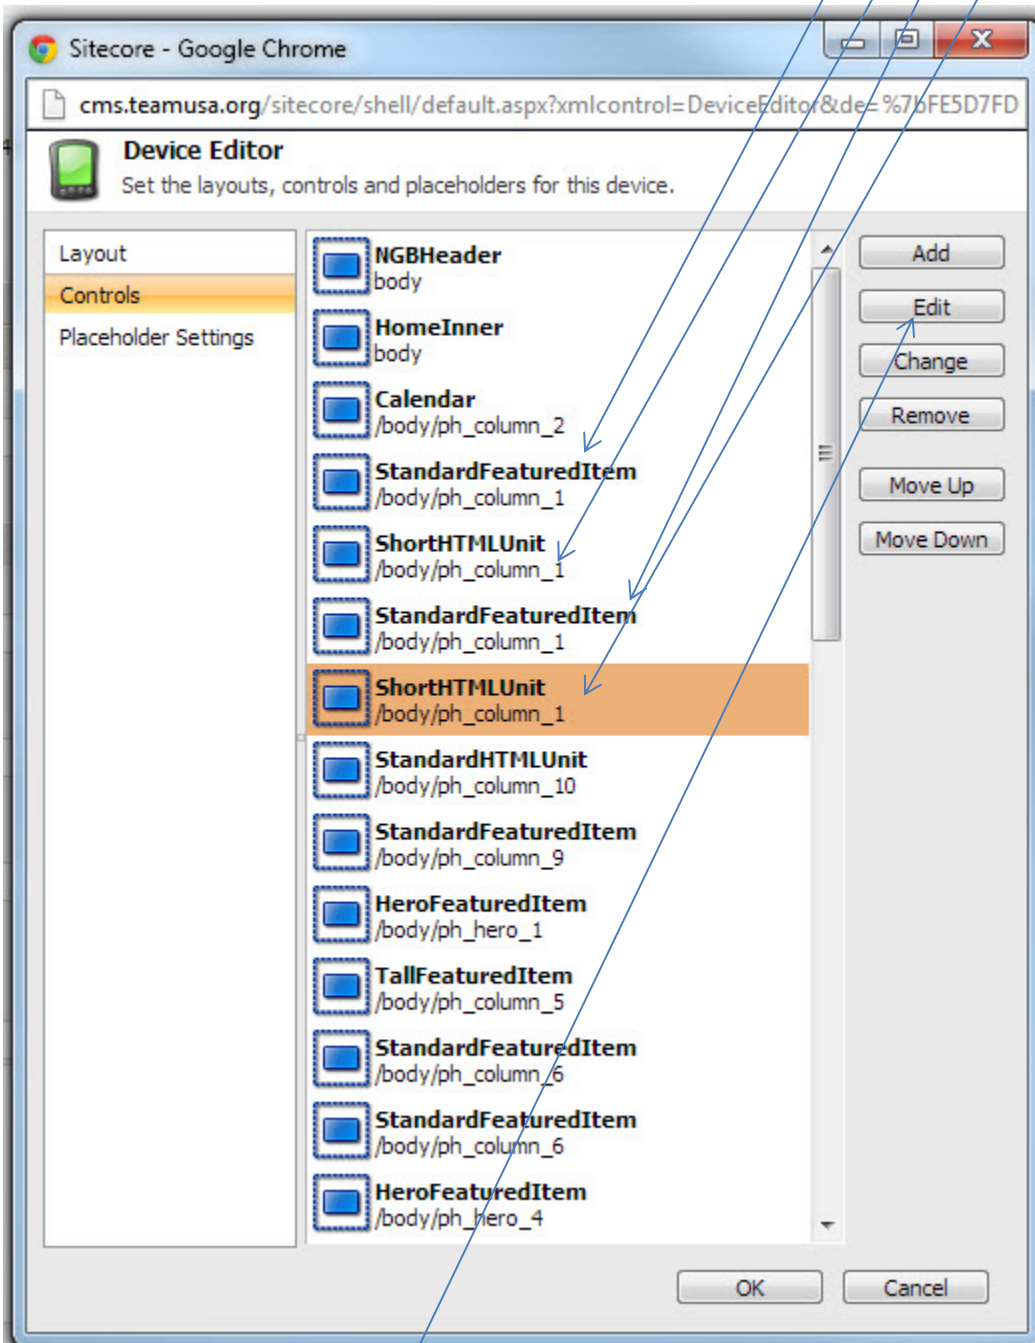 Sitecore - Google Chrome
cms.teamusa.org/sitecore/shell/default.aspx?xmlcontrol=DeviceEditor&de=%7bFE5D7FD
Device Editor
Set the layouts, controls and placeholders for this device.
Layout
Controls
Placeholder Settings
NGBHeader
body
HomeInner
body
Calendar
/body/ph_column_2
StandardFeaturedItem
/body/ph_column_1
ShortHTMLUnit
/body/ph_column_1
StandardFeaturedItem
/body/ph_column_1
ShortHTMLUnit
/body/ph_column_1
StandardHTMLUnit
/body/ph_column_10
StandardFeaturedItem
/body/ph_column_9
HeroFeaturedItem
/body/ph_hero_1
TallFeaturedItem
/body/ph_column_5
StandardFeaturedItem
/body/ph_column_6
StandardFeaturedItem
/body/ph_column_6
HeroFeaturedItem
/body/ph_hero_4
Add
Edit
Change
Remove
Move Up
Move Down
OK
Cancel